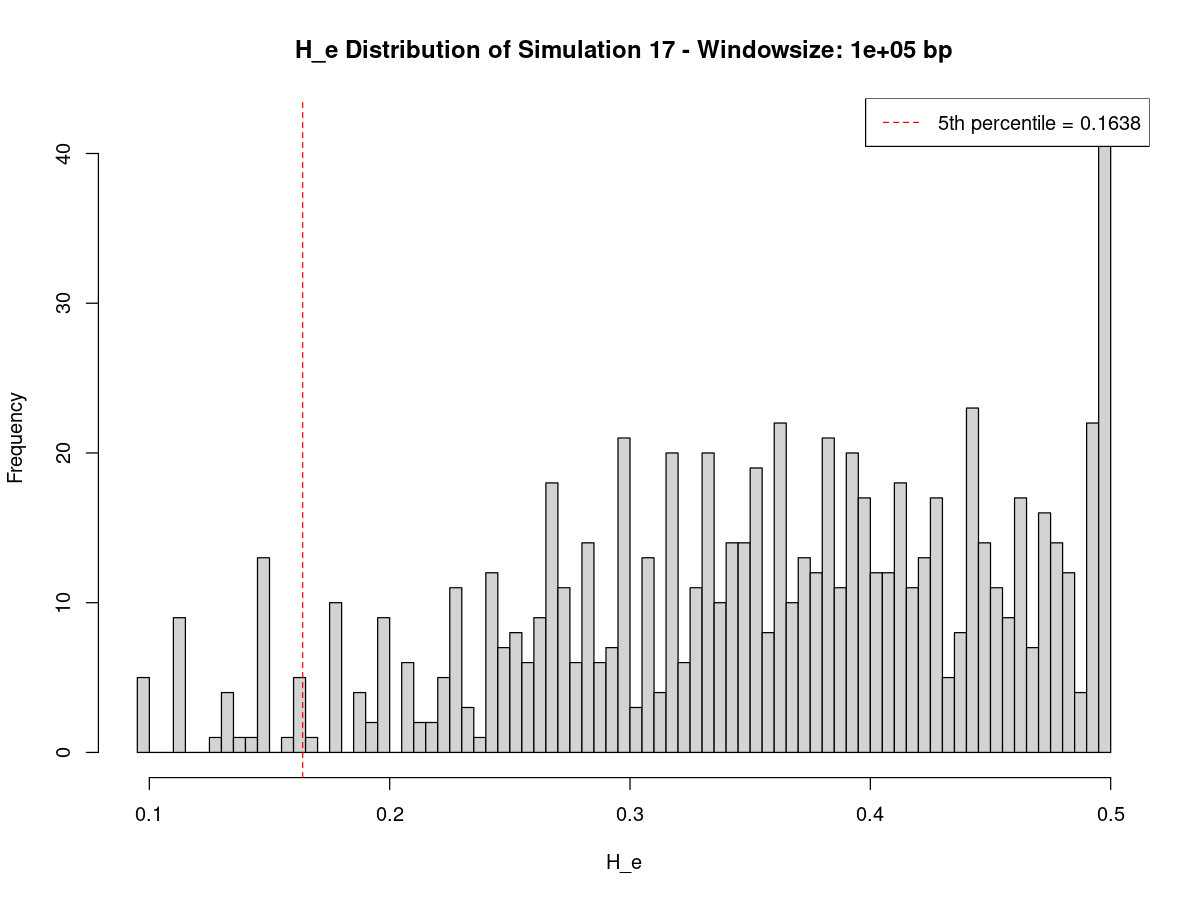 H_e Distribution of Simulation 17 - Windowsize: 1e+05 bp
5th percentile = 0.1638
Frequency
40
30
20
10
0
0.1 0.2 0.3 0.4 0.5
H_e